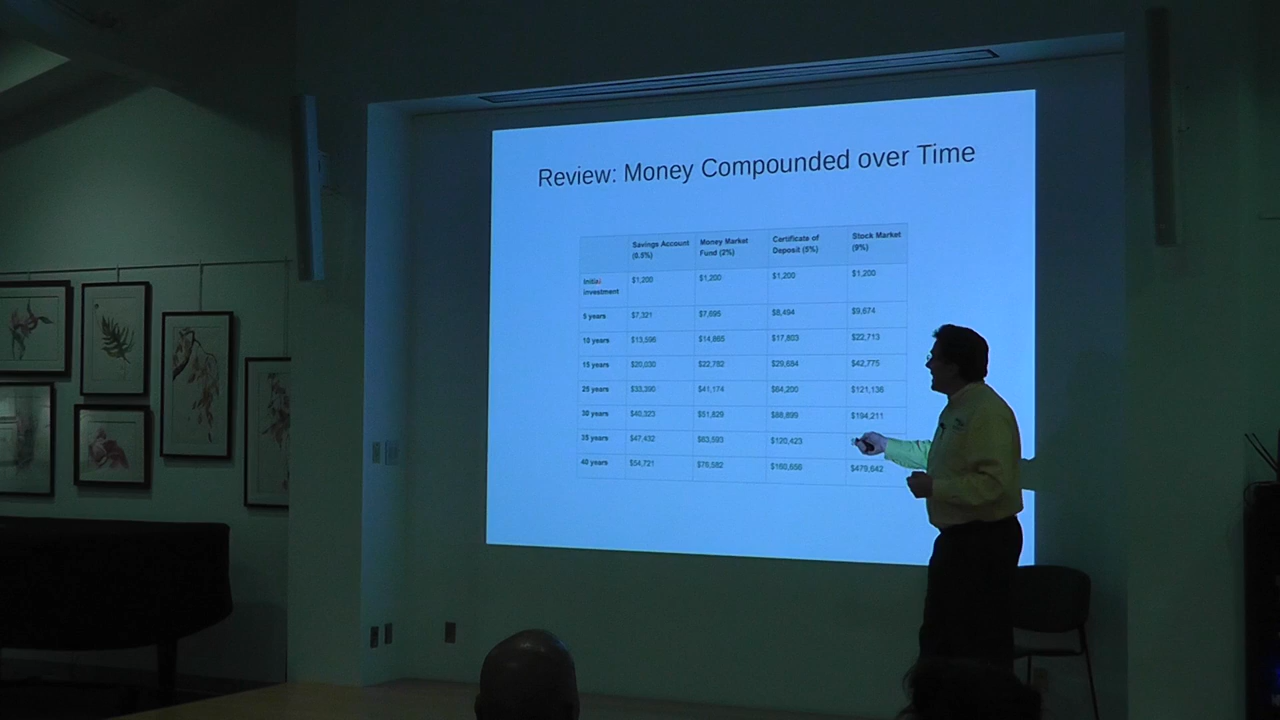 Review: Money Compounded over Time
Savings Account Money Market Certificate of Stock Market
(0.5%) Fund (2%) Deposit (5%) (9%)
Initial $1,200 $1,200 $1,200 $1,200
investment
5 years $7,321 $7,695 $8,494 $9,674
10 years $13,596 $14,865 $17,803 $22,713
15 years $20,030 $22,782 $29,684 $42,775
25 years $33,390 $41,174 $64,200 $121,136
30 years $40,323 $51,829 $88,899 $194,211
35 years $47,432 $63,593 $120,423
40 years $54,721 $76,582 $160,656 $479,642